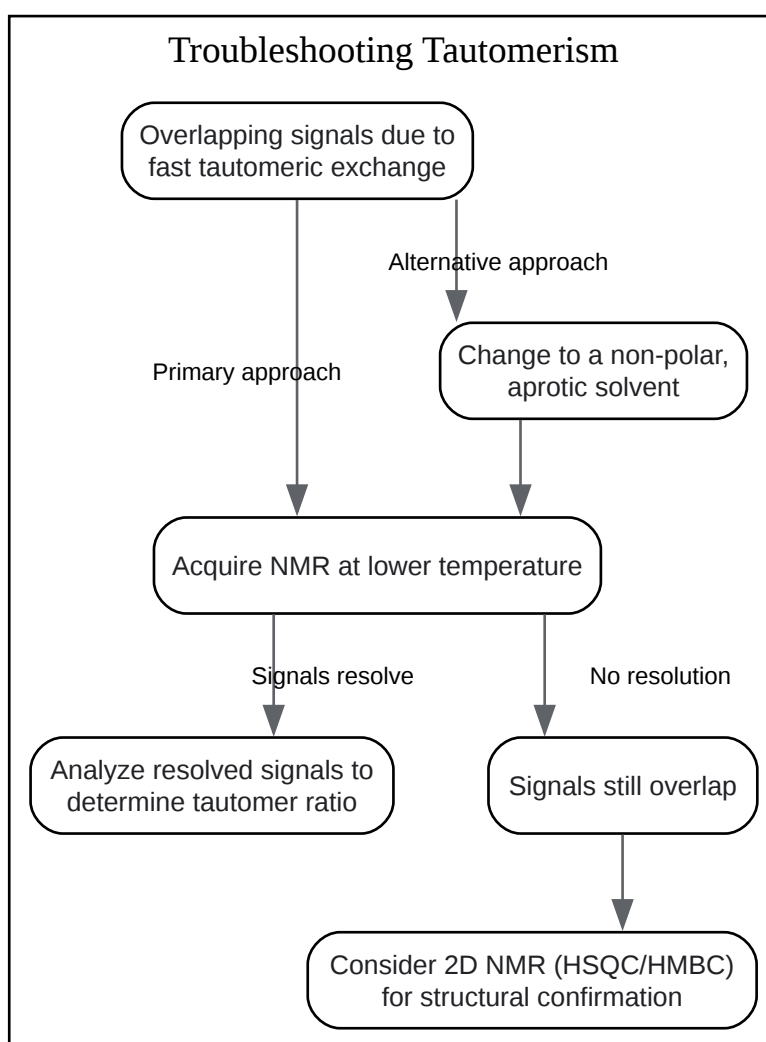 Troubleshooting Tautomerism
Overlapping signals due to
fast tautomeric exchange
Alternative approach
Primary approach
Change to a non-polar,
aprotic solvent
Acquire NMR at lower temperature
Signals resolve
No resolution
Analyze resolved signals to
determine tautomer ratio
Signals still overlap
Consider 2D NMR (HSQC/HMBC)
for structural confirmation